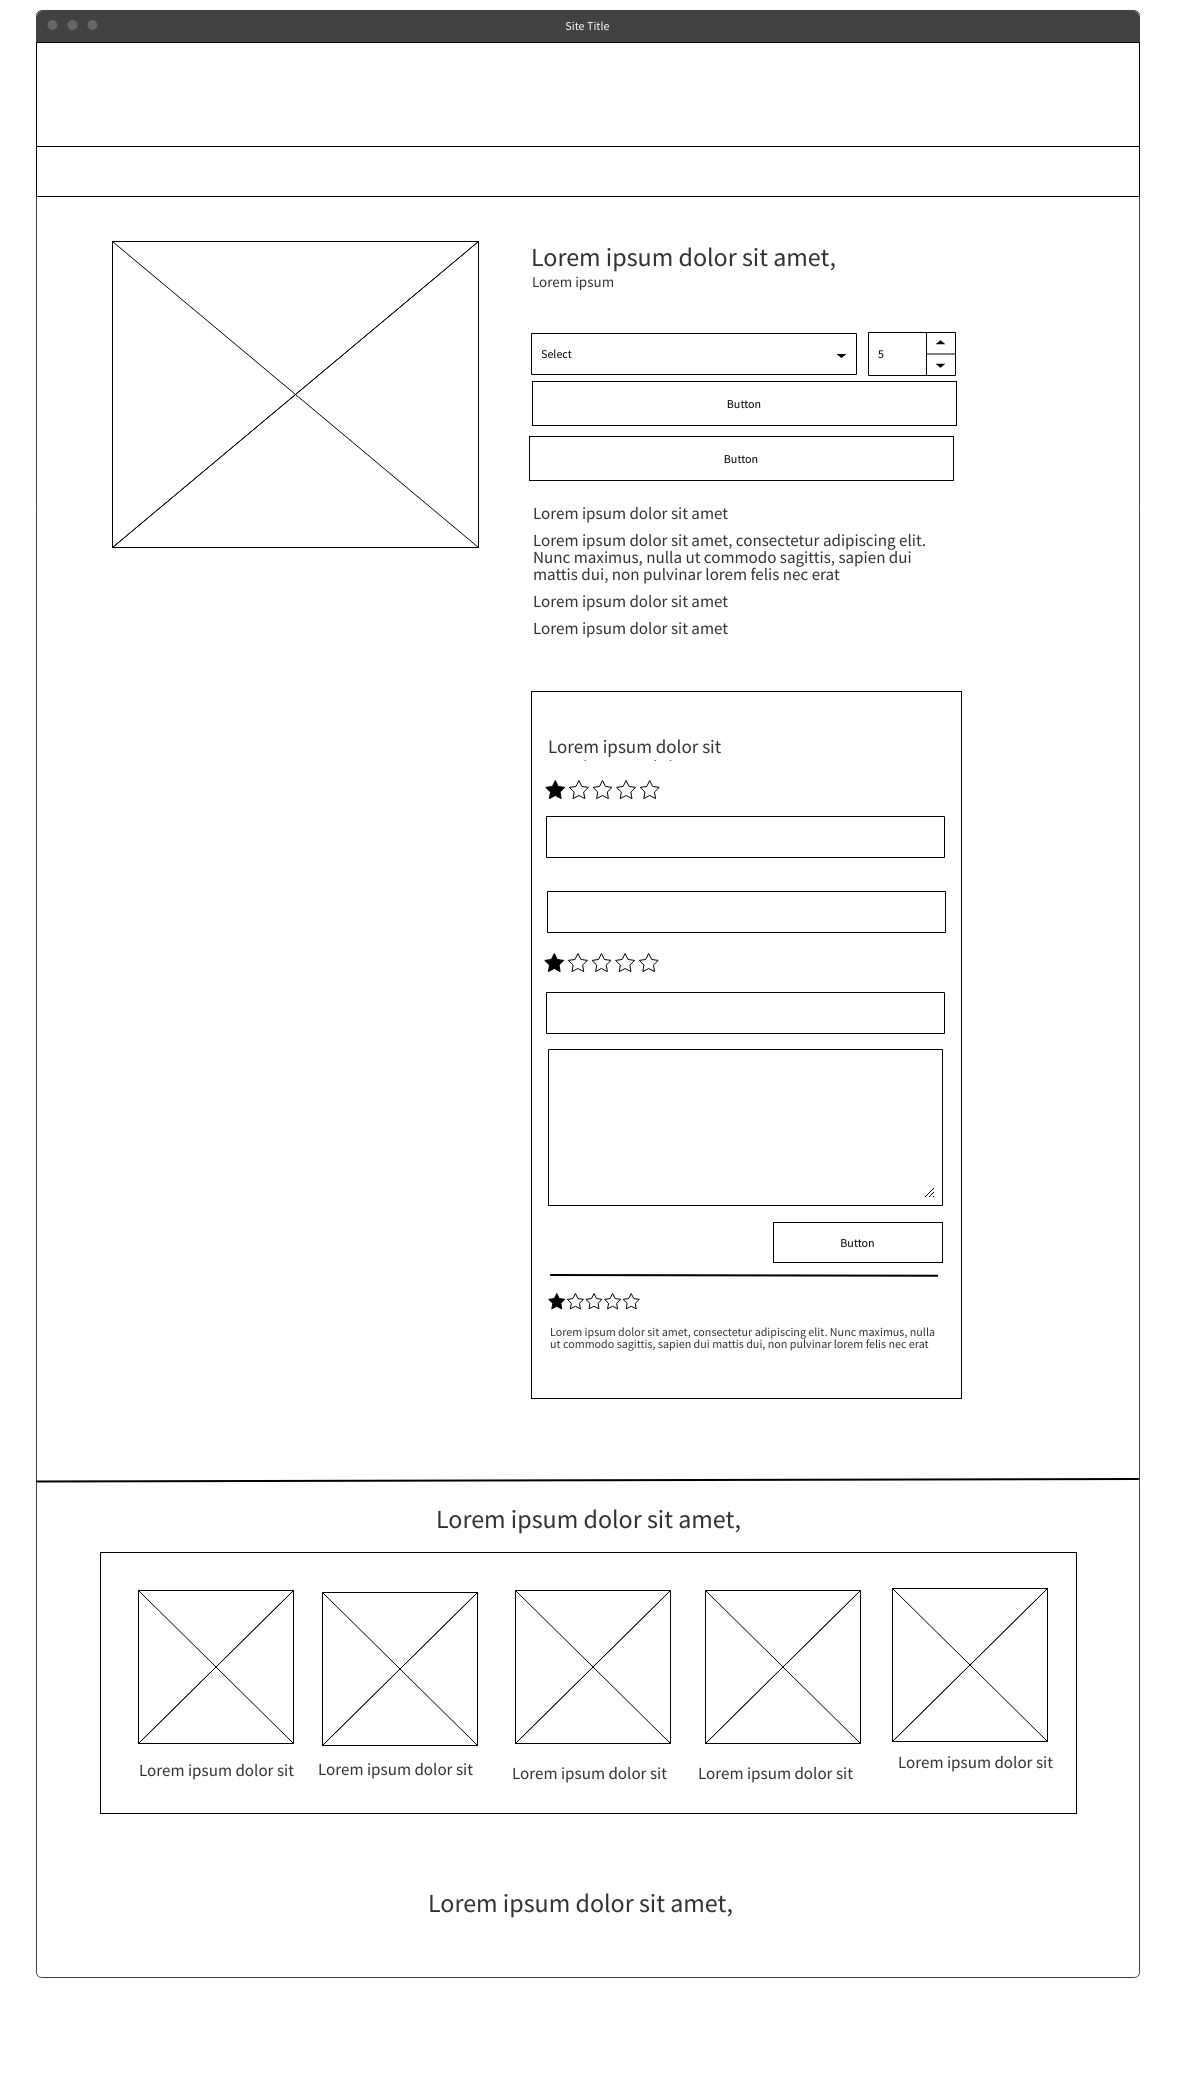 Site Title
Lorem ipsum dolor sit amet,
Lorem ipsum
Select
5
Button
Button
Lorem ipsum dolor sit amet
Lorem ipsum dolor sit amet, consectetur adipiscing elit.
Nunc maximus, nulla ut commodo sagittis, sapien dui
mattis dui, non pulvinar lorem felis nec erat
Lorem ipsum dolor sit amet
Lorem ipsum dolor sit amet
Lorem ipsum dolor sit
Button
Lorem ipsum dolor sit amet, consectetur adipiscing elit. Nunc maximus, nulla
ut commodo sagittis, sapien dui mattis dui, non pulvinar lorem felis nec erat
Lorem ipsum dolor sit amet,
Lorem ipsum dolor sit
Lorem ipsum dolor sit
Lorem ipsum dolor sit
Lorem ipsum dolor sit
Lorem ipsum dolor sit
Lorem ipsum dolor sit amet,